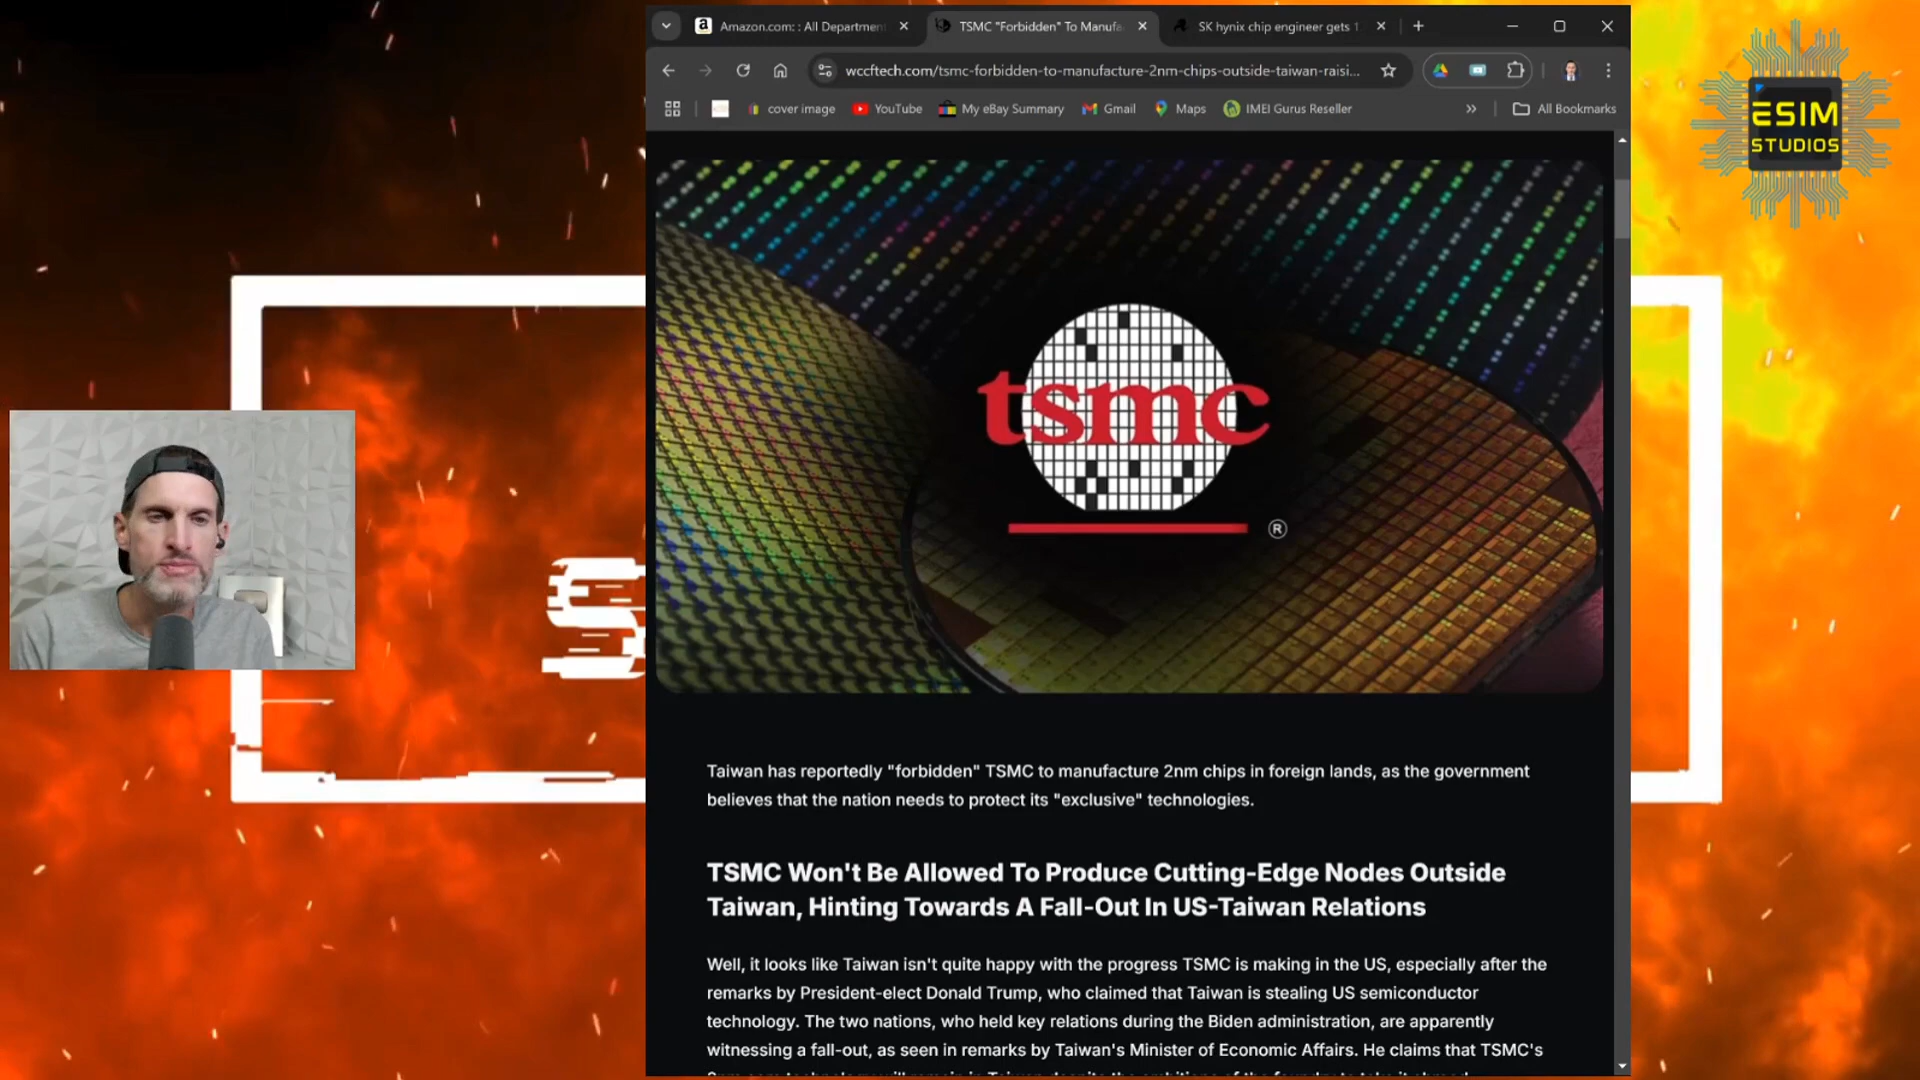 Amazon.com: : All Departmen
TSMC "Forbidden" To Manufa
SK hynix chip engineer gets 1
wccftech.com/tsmc-forbidden-to-manufacture-2nm-chips-outside-taiwan-raisi...
cover image
YouTube
My eBay Summary
Gmail
Maps
IMEI Gurus Reseller
All Bookmarks
ESIM
STUDIOS
tsmc
®
S
Taiwan has reportedly "forbidden" TSMC to manufacture 2nm chips in foreign lands, as the government
believes that the nation needs to protect its "exclusive" technologies.
TSMC Won't Be Allowed To Produce Cutting-Edge Nodes Outside
Taiwan, Hinting Towards A Fall-Out In US-Taiwan Relations
Well, it looks like Taiwan isn't quite happy with the progress TSMC is making in the US, especially after the
remarks by President-elect Donald Trump, who claimed that Taiwan is stealing US semiconductor
technology. The two nations, who held key relations during the Biden administration, are apparently
witnessing a fall-out, as seen in remarks by Taiwan's Minister of Economic Affairs. He claims that TSMC's